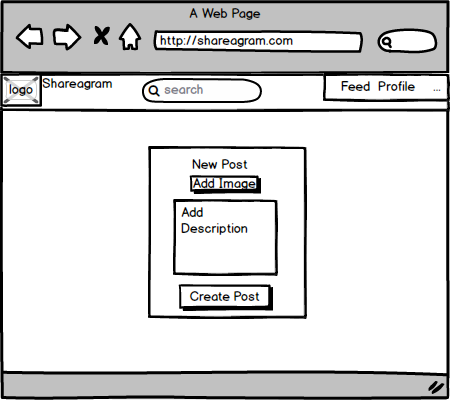 A Web Page
http://shareagram.com
logo
Shareagram
search
Feed Profile ...
New Post
Add Image
Add
Description
Create Post